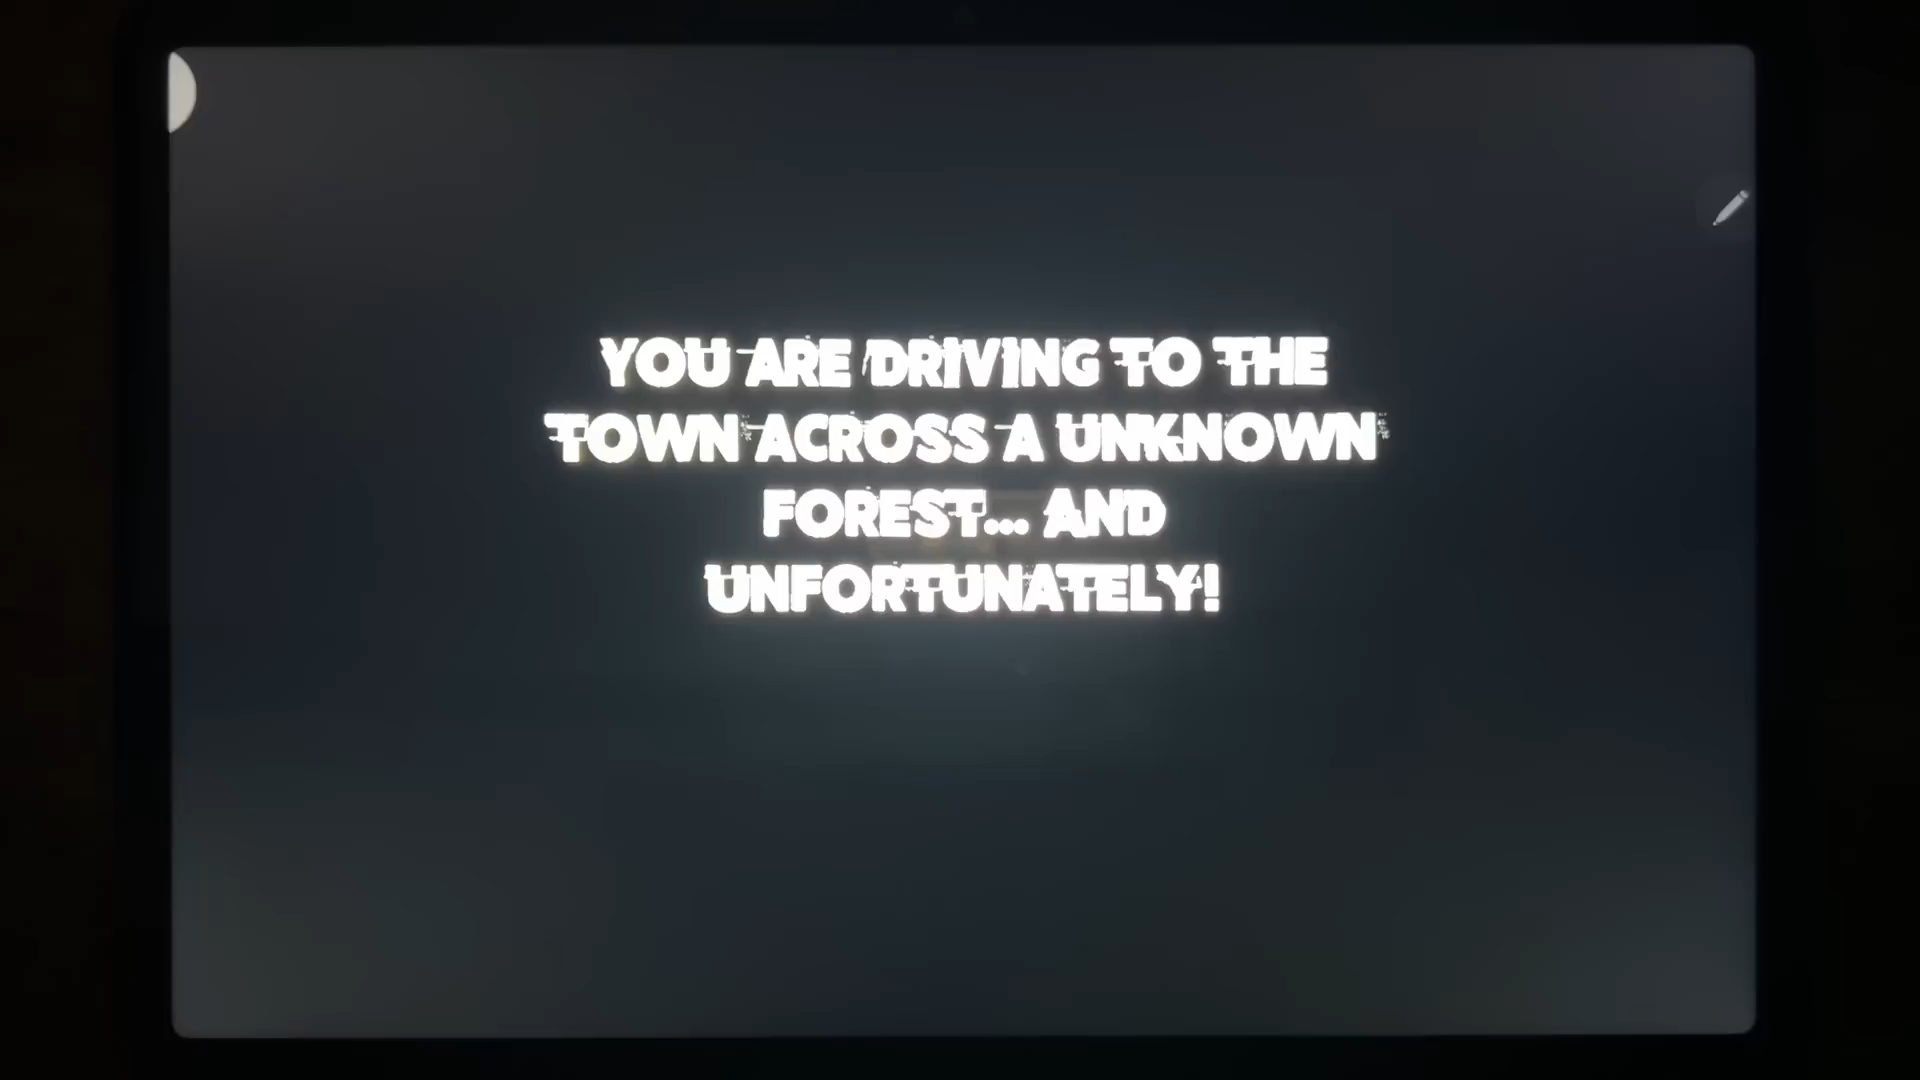 YOU ARE DRIVING TO THE
TOWN ACROSS A UNKNOWN
FOREST... AND
UNFORTUNATELY!